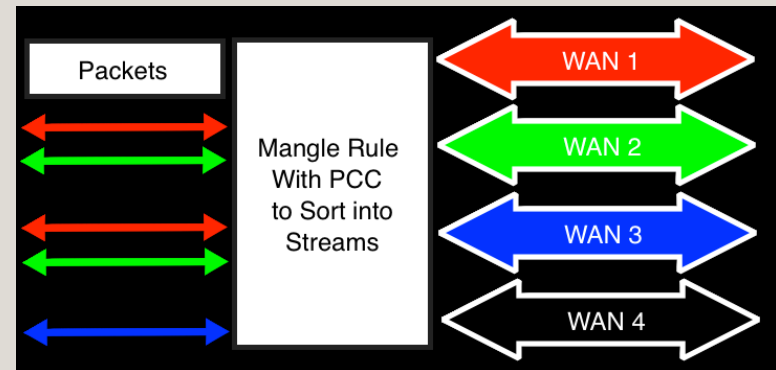 Packets
Mangle Rule
With PCC
to Sort into
Streams
WAN 1
WAN 2
WAN 3
WAN 4